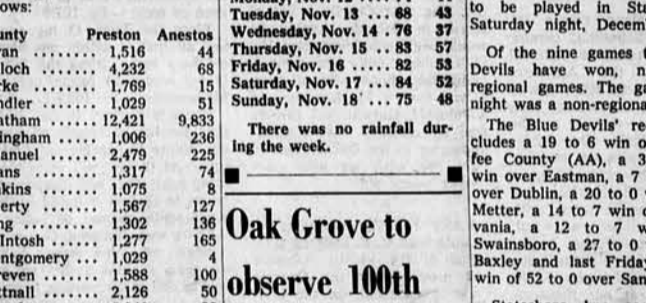 ows:
unty Preston Anestos
an 1,516 44
loch ....... 4,232 68
rke ........ 1,769 15
ndler ...... 1,029 51
atham ...... 12,421 9,833
ingham ..... 1,006 236
anuel ...... 2,479 225
ans ........ 1,317 74
nkins ...... 1,075 8
erty ....... 1,567 127
ng ......... 1,302 136
Intosh ..... 1,277 165
ntgomery ... 1,029 4
reven ...... 1,588 100
ttnall ..... 2,126 50
Tuesday, Nov. 13 ... 68 43
Wednesday, Nov. 14 . 76 37
Thursday, Nov. 15 .. 83 57
Friday, Nov. 16 ..... 82 53
Saturday, Nov. 17 ... 84 52
Sunday, Nov. 18 ... 75 48
There was no rainfall dur-
ing the week.
Oak Grove to
observe 100th
to be played in St
Saturday night, Decem
Of the nine games
Devils have won, n
regional games. The ga
night was a non-regiona
The Blue Devils' re
cludes a 19 to 6 win o
fee County (AA), a 3
win over Eastman, a 7
over Dublin, a 20 to 0
Metter, a 14 to 7 win
vania, a 12 to 7 w
Swainsboro, a 27 to 0
Baxley and last Friday
win of 52 to 0 over San